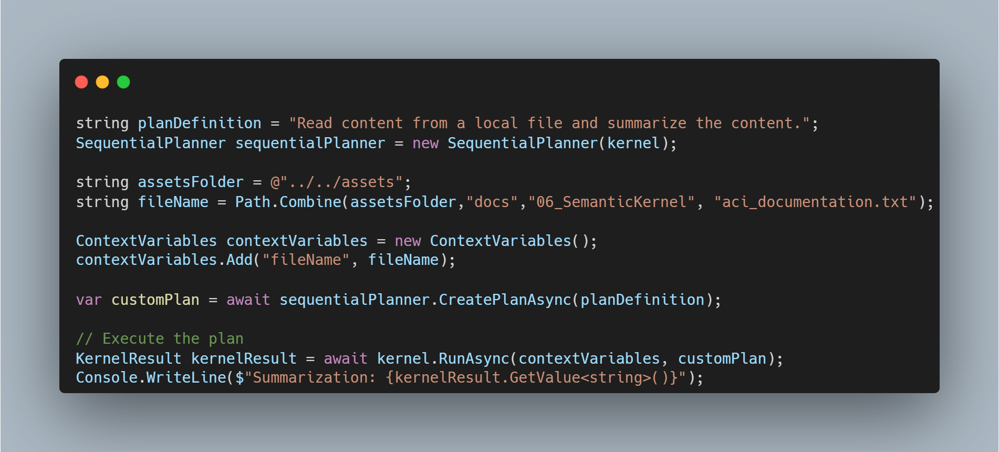 string planDefinition = "Read content from a local file and summarize the content.";
SequentialPlanner sequentialPlanner = new SequentialPlanner(kernel);
string assetsFolder = @"../../assets";
string fileName = Path.Combine(assetsFolder,"docs","06_SemanticKernel", "aci_documentation.txt");
ContextVariables contextVariables = new ContextVariables();
contextVariables.Add("fileName", fileName);
var customPlan = await sequentialPlanner.CreatePlanAsync(planDefinition);
// Execute the plan
KernelResult kernelResult = await kernel.RunAsync(contextVariables, customPlan);
Console.WriteLine($"Summarization: {kernelResult.GetValue<string>()}");